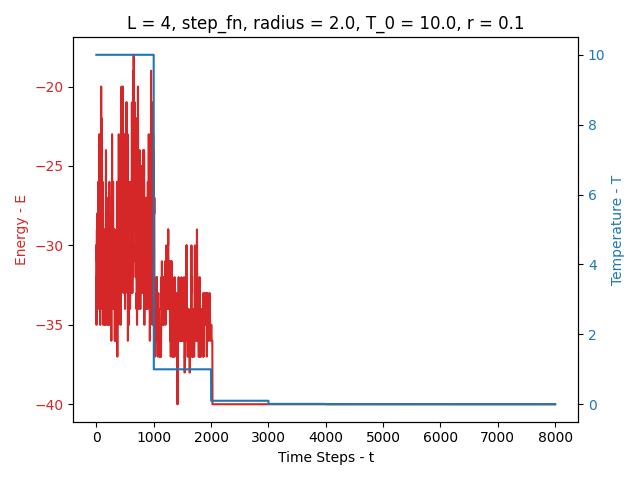 L = 4, step_fn, radius = 2.0, T_0 = 10.0, r = 0.1
Energy - E
−20
−25
−30
−35
−40
10
8
6
4
2
0
Temperature - T
0 1000 2000 3000 4000 5000 6000 7000 8000
Time Steps - t